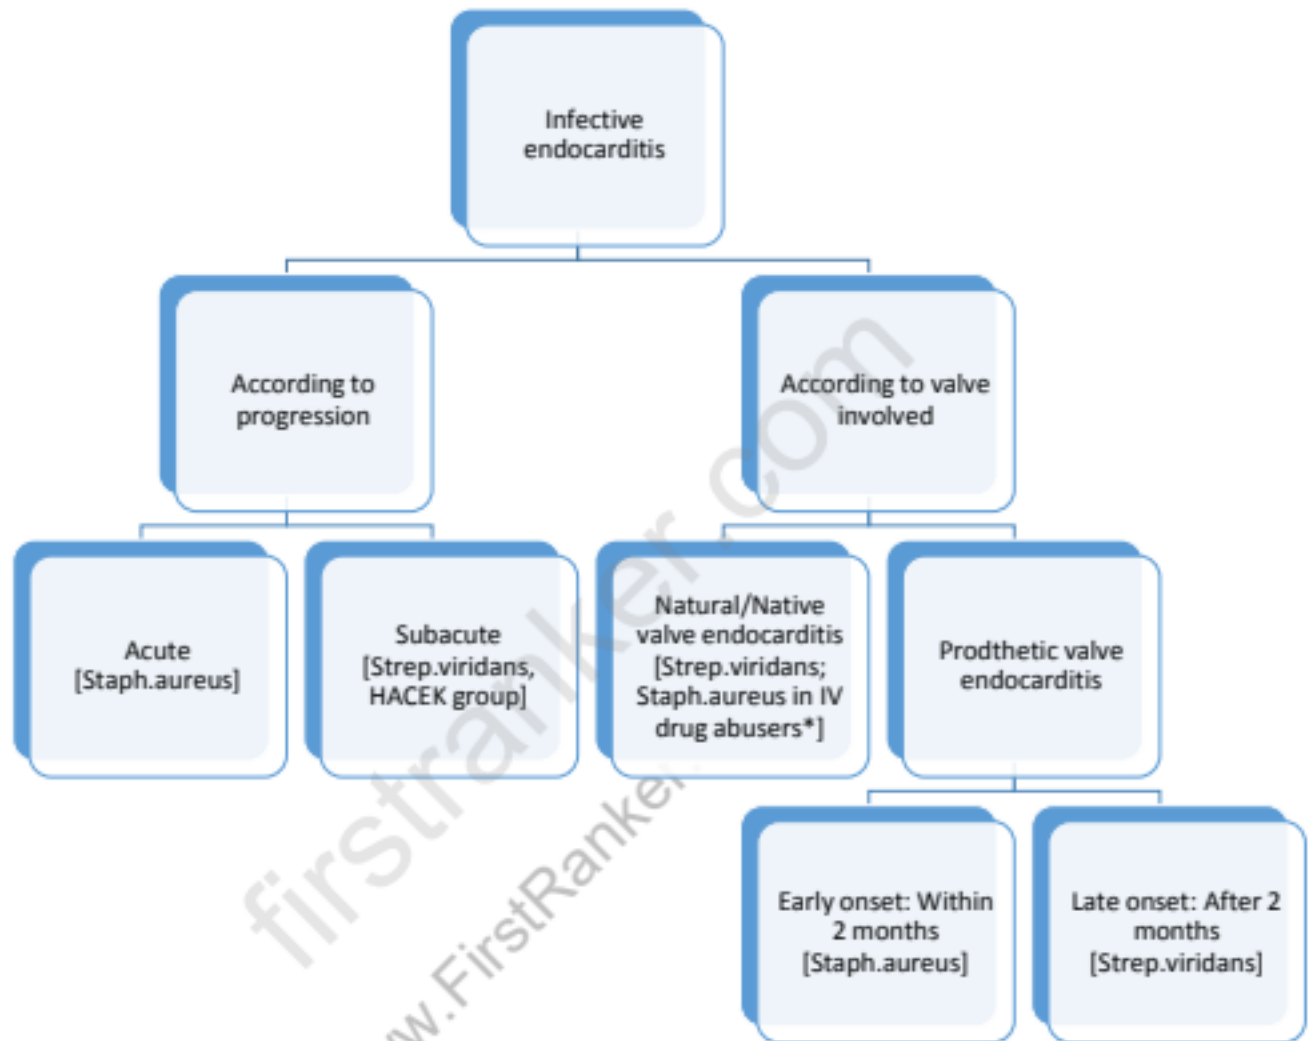 Infective
endocarditis
According to
progression
According to valve
involved
Acute
[Staph.aureus]
Subacute
[Strep.viridans,
HACEK group]
Natural/Native
valve endocarditis
[Strep.viridans;
Staph.aureus in IV
drug abusers*]
Prodthetic valve
endocarditis
Early onset: Within
2 months
[Staph.aureus]
Late onset: After 2
months
[Strep.viridans]
firstranker.com
w.FirstRanker